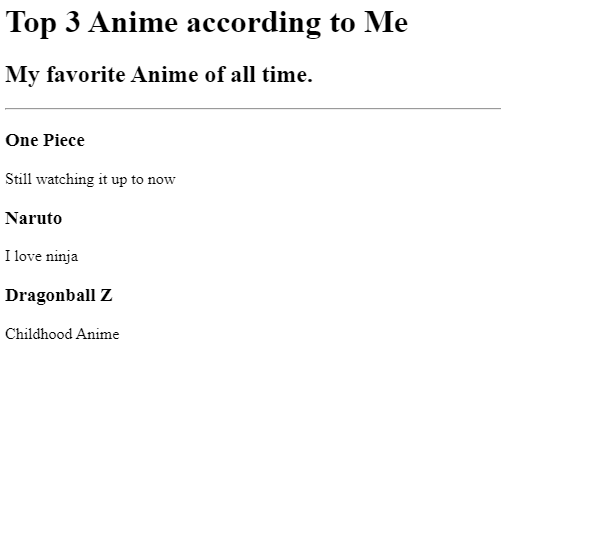 Top 3 Anime according to Me
My favorite Anime of all time.
One Piece
Still watching it up to now
Naruto
I love ninja
Dragonball Z
Childhood Anime